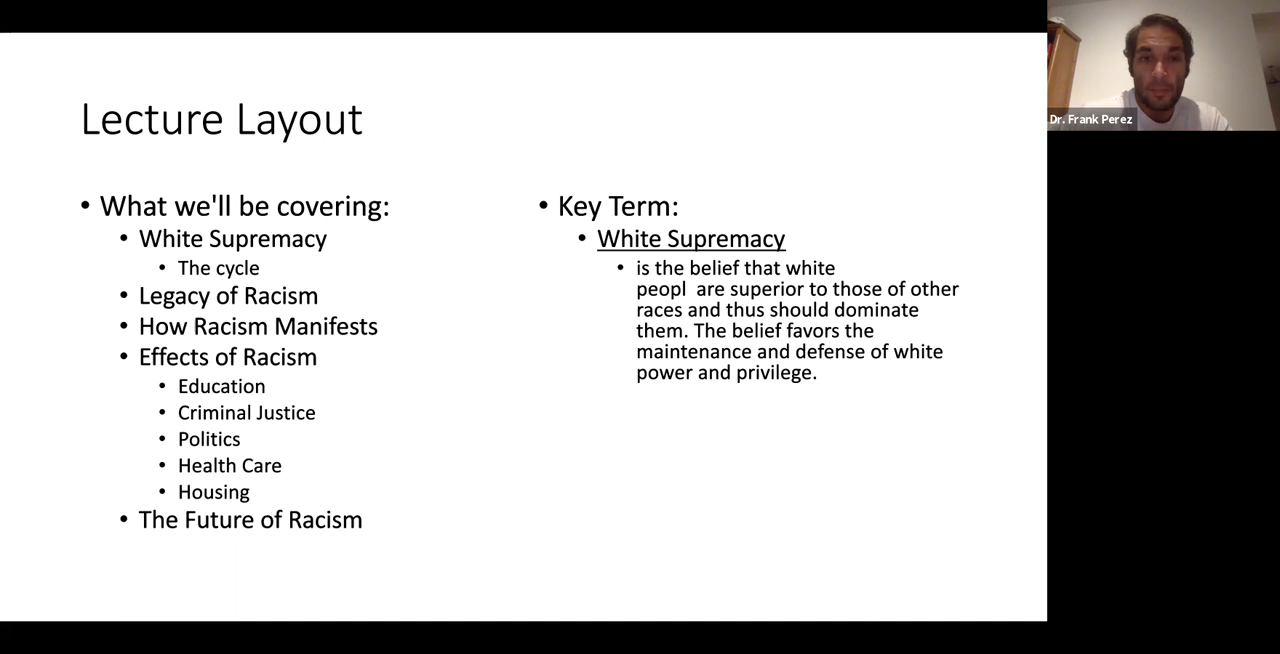 Lecture Layout
• What we'll be covering:
• White Supremacy
• The cycle
• Legacy of Racism
• How Racism Manifests
• Effects of Racism
• Education
• Criminal Justice
• Politics
• Health Care
• Housing
• The Future of Racism
• Key Term:
• White Supremacy
• is the belief that white
peopl  are superior to those of other
races and thus should dominate
them. The belief favors the
maintenance and defense of white
power and privilege.
Dr. Frank Perez